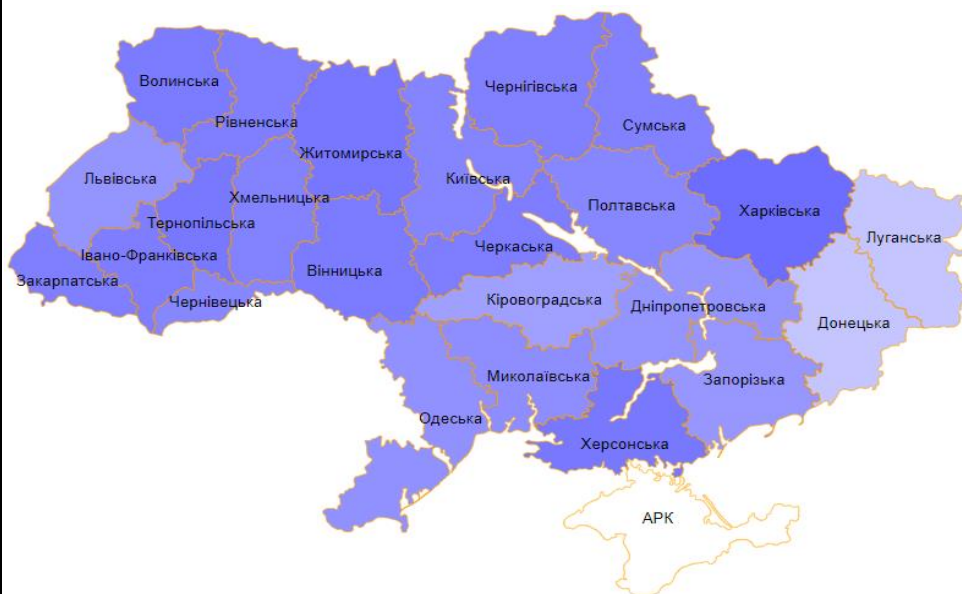 Волинська
Рівненська
Житомирська
Чернігівська
Сумська
Львівська
Тернопільська
Хмельницька
Київська
Полтавська
Харківська
Луганська
Закарпатська
Івано-Франківська
Чернівецька
Вінницька
Черкаська
Кіровоградська
Дніпропетровська
Донецька
Одеська
Миколаївська
Запорізька
Херсонська
АРК